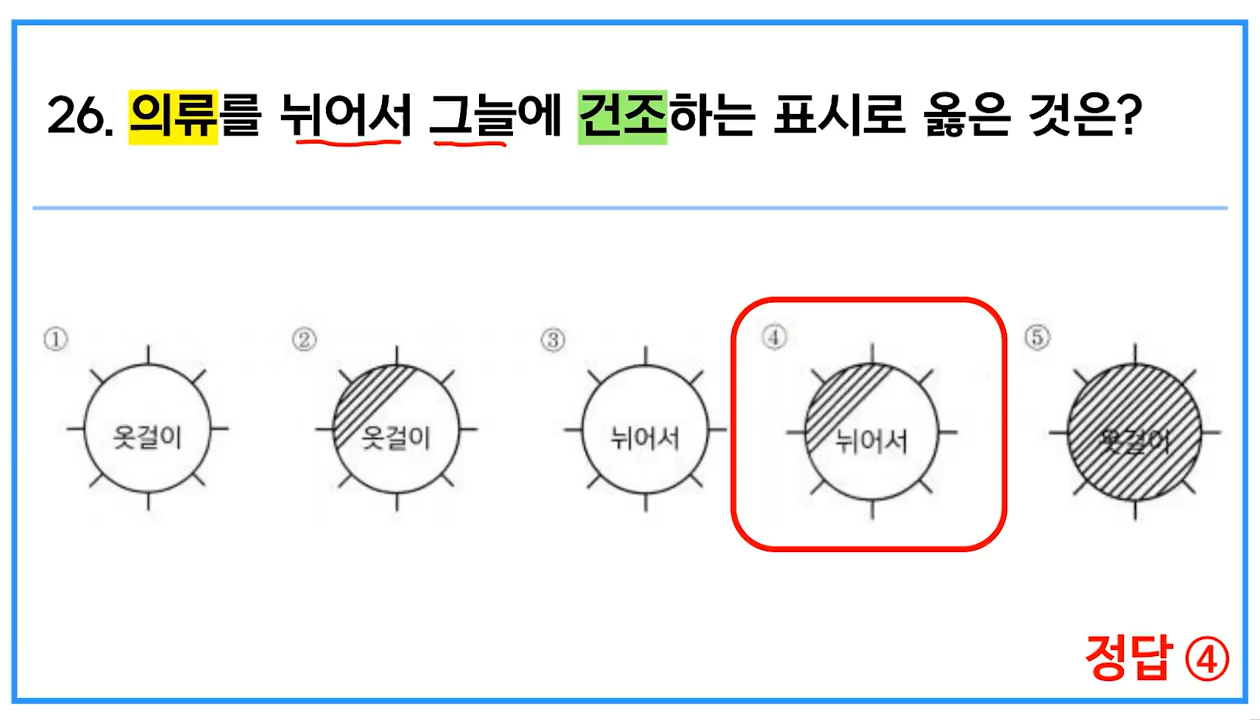 26. 의류를 뉘어서 그늘에 건조하는 표시로 옳은 것은?
① ② ③ ④ ⑤
옷걸이 옷걸이 뉘어서 뉘어서 옷걸이
정답 ④